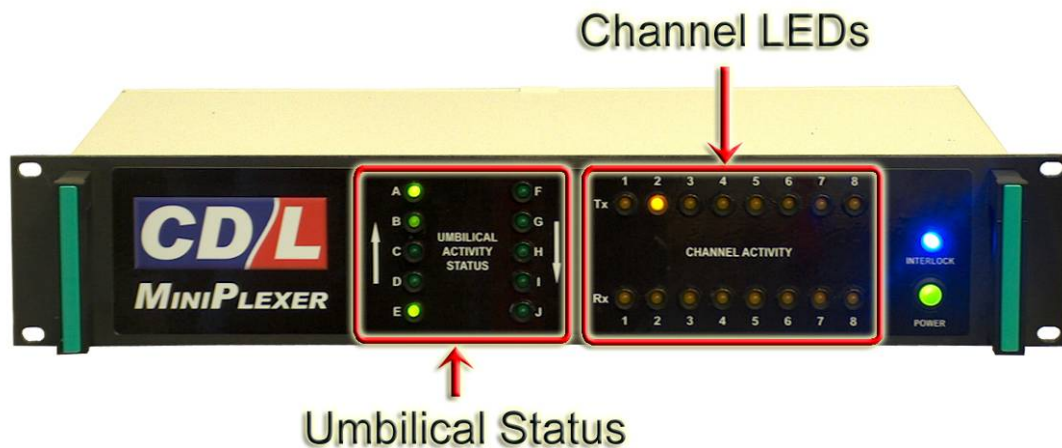 Channel LEDs
1 2 3 4 5 6 7 8
A F Tx
B G
CD/L UMBILICAL ACTIVITY STATUS CHANNEL ACTIVITY
C H
INTERLOCK
D I
MINIPLEXER
E J Rx
1 2 3 4 5 6 7 8
POWER
Umbilical Status